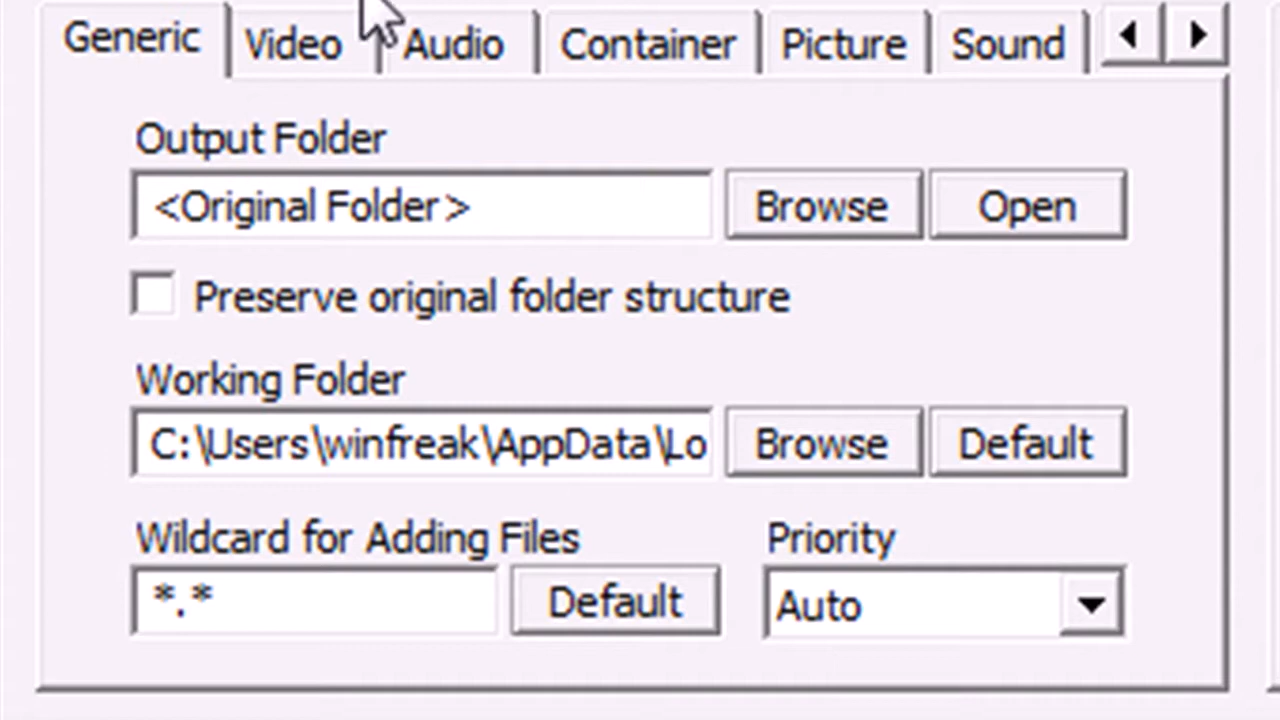 Generic Video Audio Container Picture Sound
Output Folder
<Original Folder> Browse Open
Preserve original folder structure
Working Folder
C:\Users\winfreak\AppData\Lo Browse Default
Wildcard for Adding Files Priority
*.* Default Auto